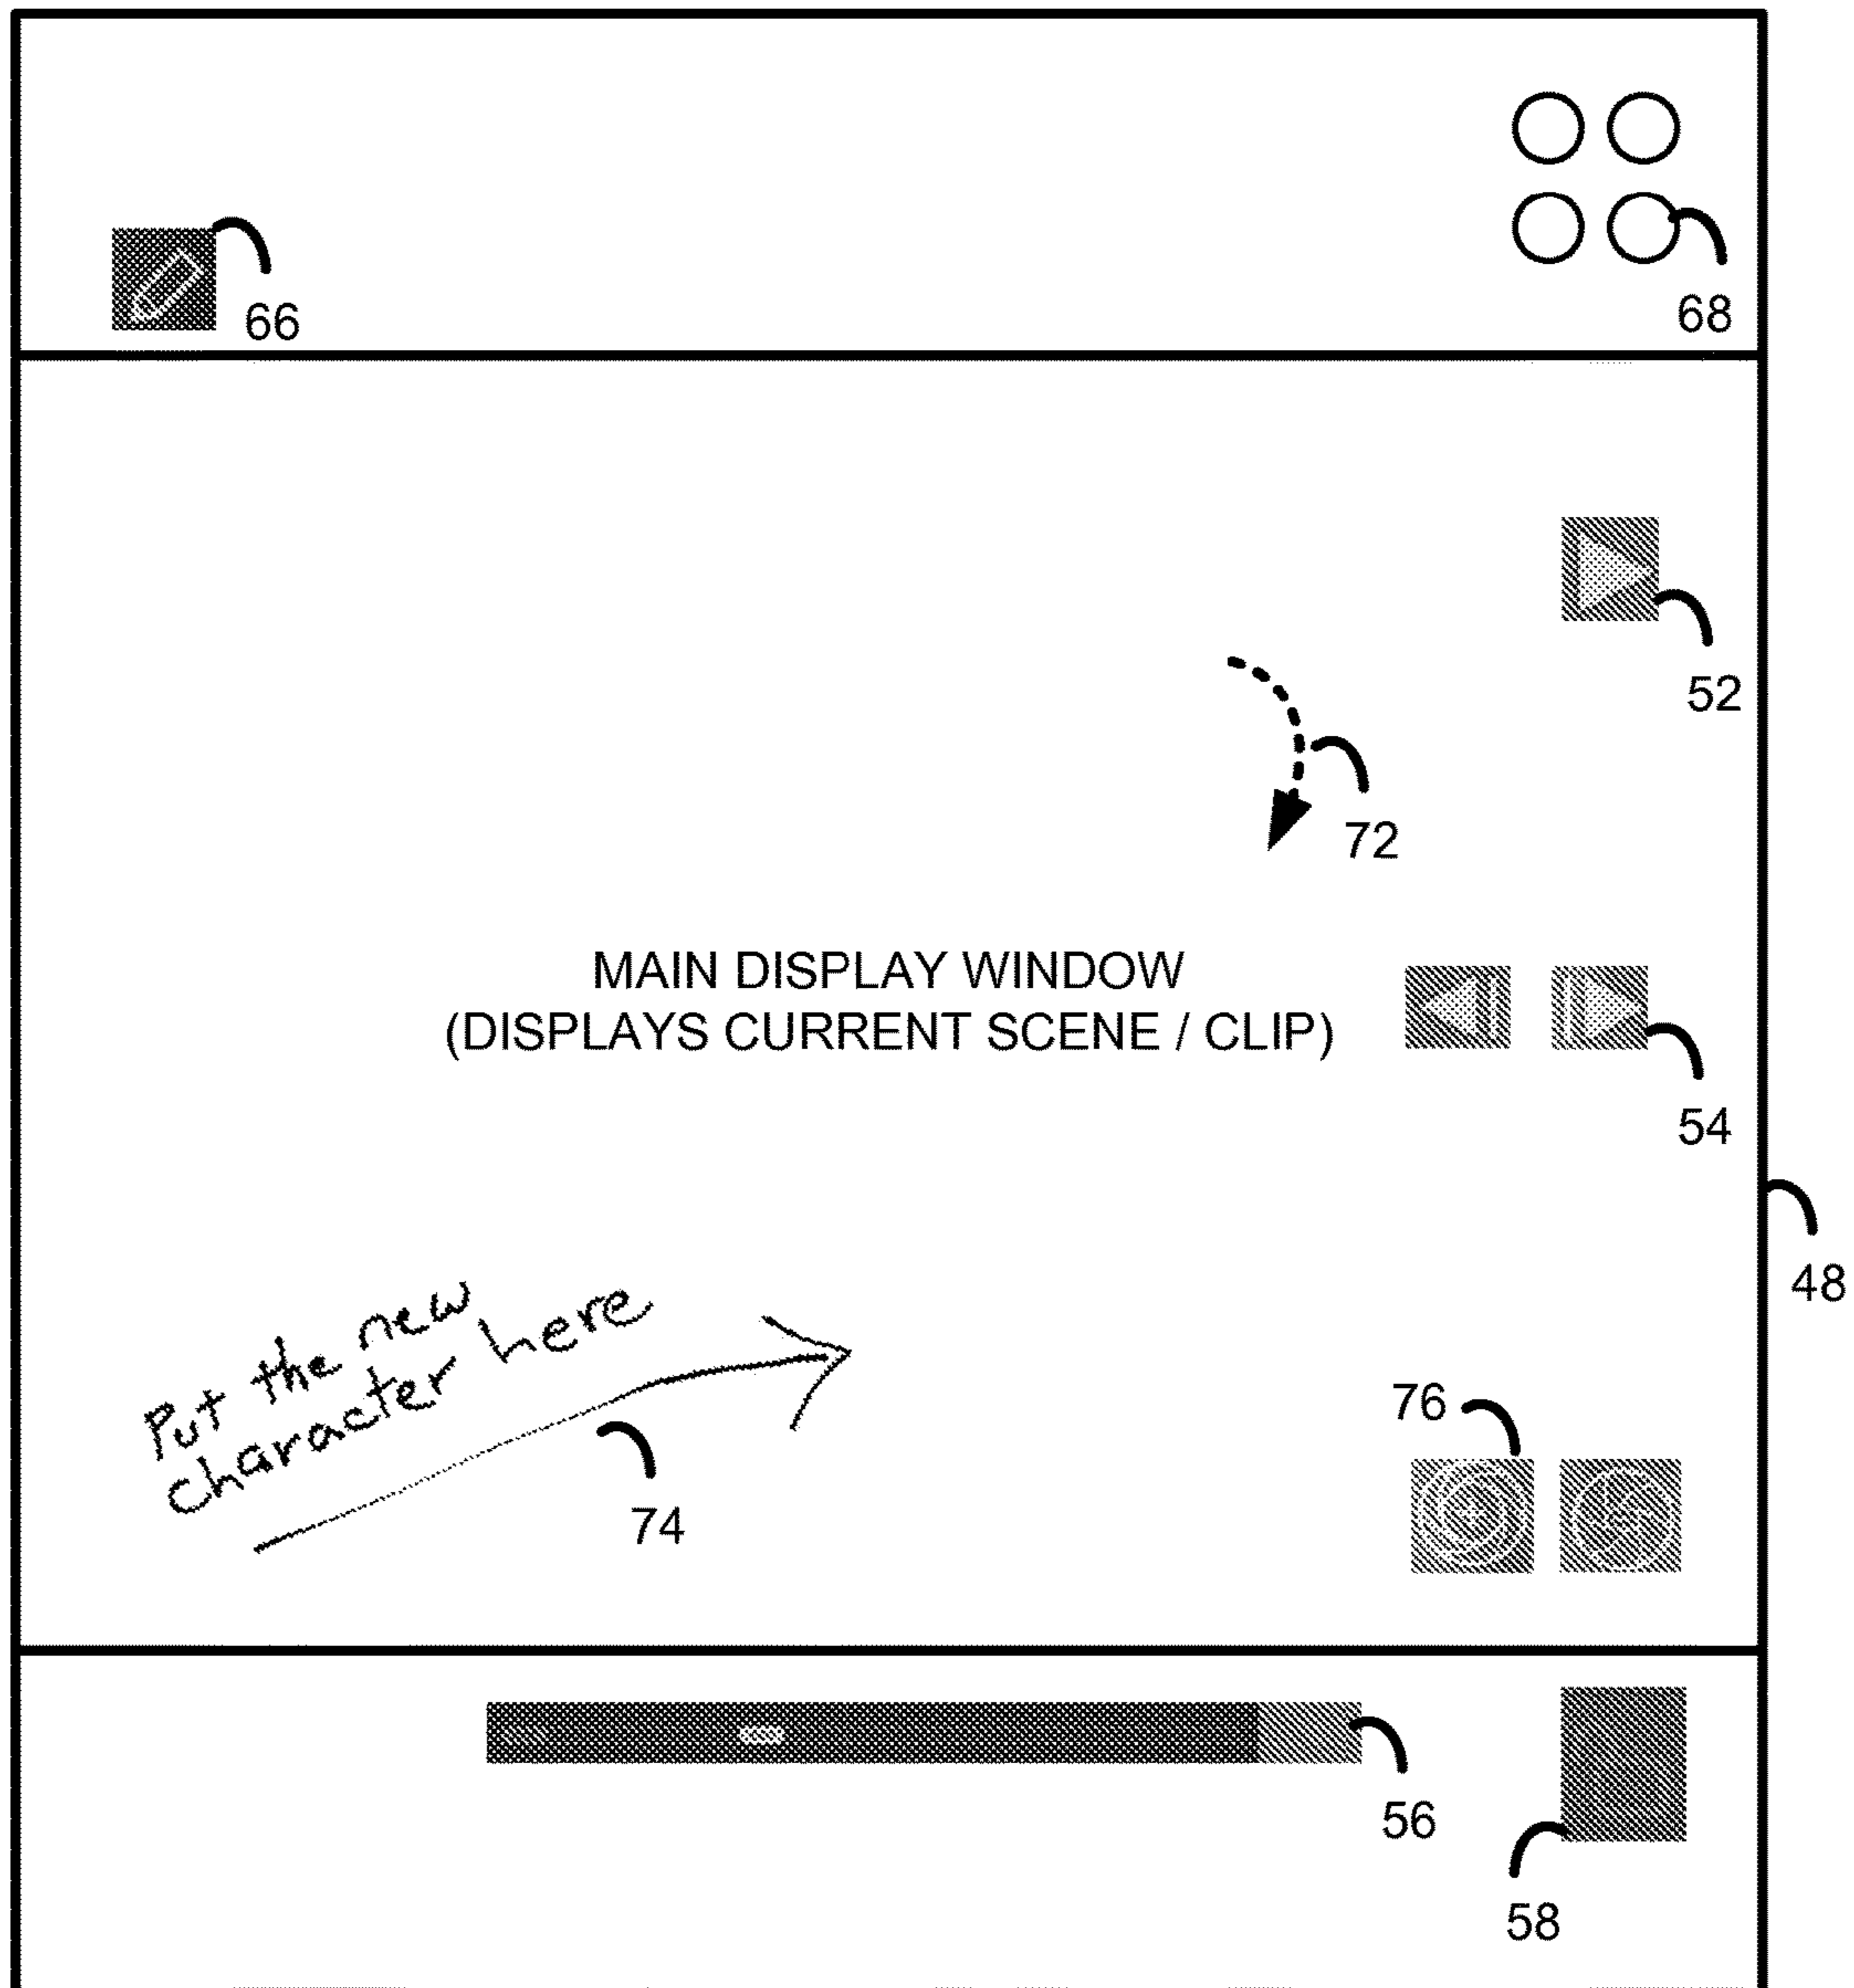 66
68
52
72
MAIN DISPLAY WINDOW
(DISPLAYS CURRENT SCENE / CLIP)
54
48
Put the new
character here
76
74
56
58